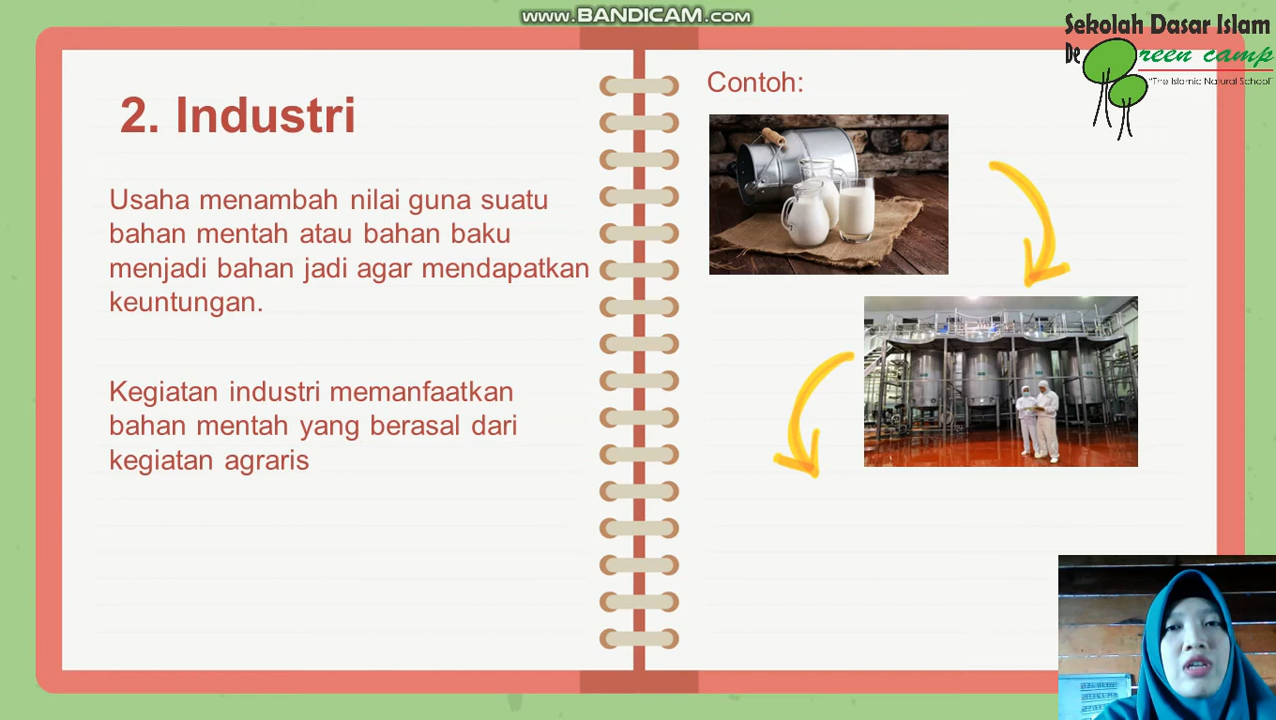 www.BANDICAM.com
Sekolah Dasar Islam
De Green camp
"The Islamic Natural School"
2. Industri
Usaha menambah nilai guna suatu
bahan mentah atau bahan baku
menjadi bahan jadi agar mendapatkan
keuntungan.
Kegiatan industri memanfaatkan
bahan mentah yang berasal dari
kegiatan agraris
Contoh: